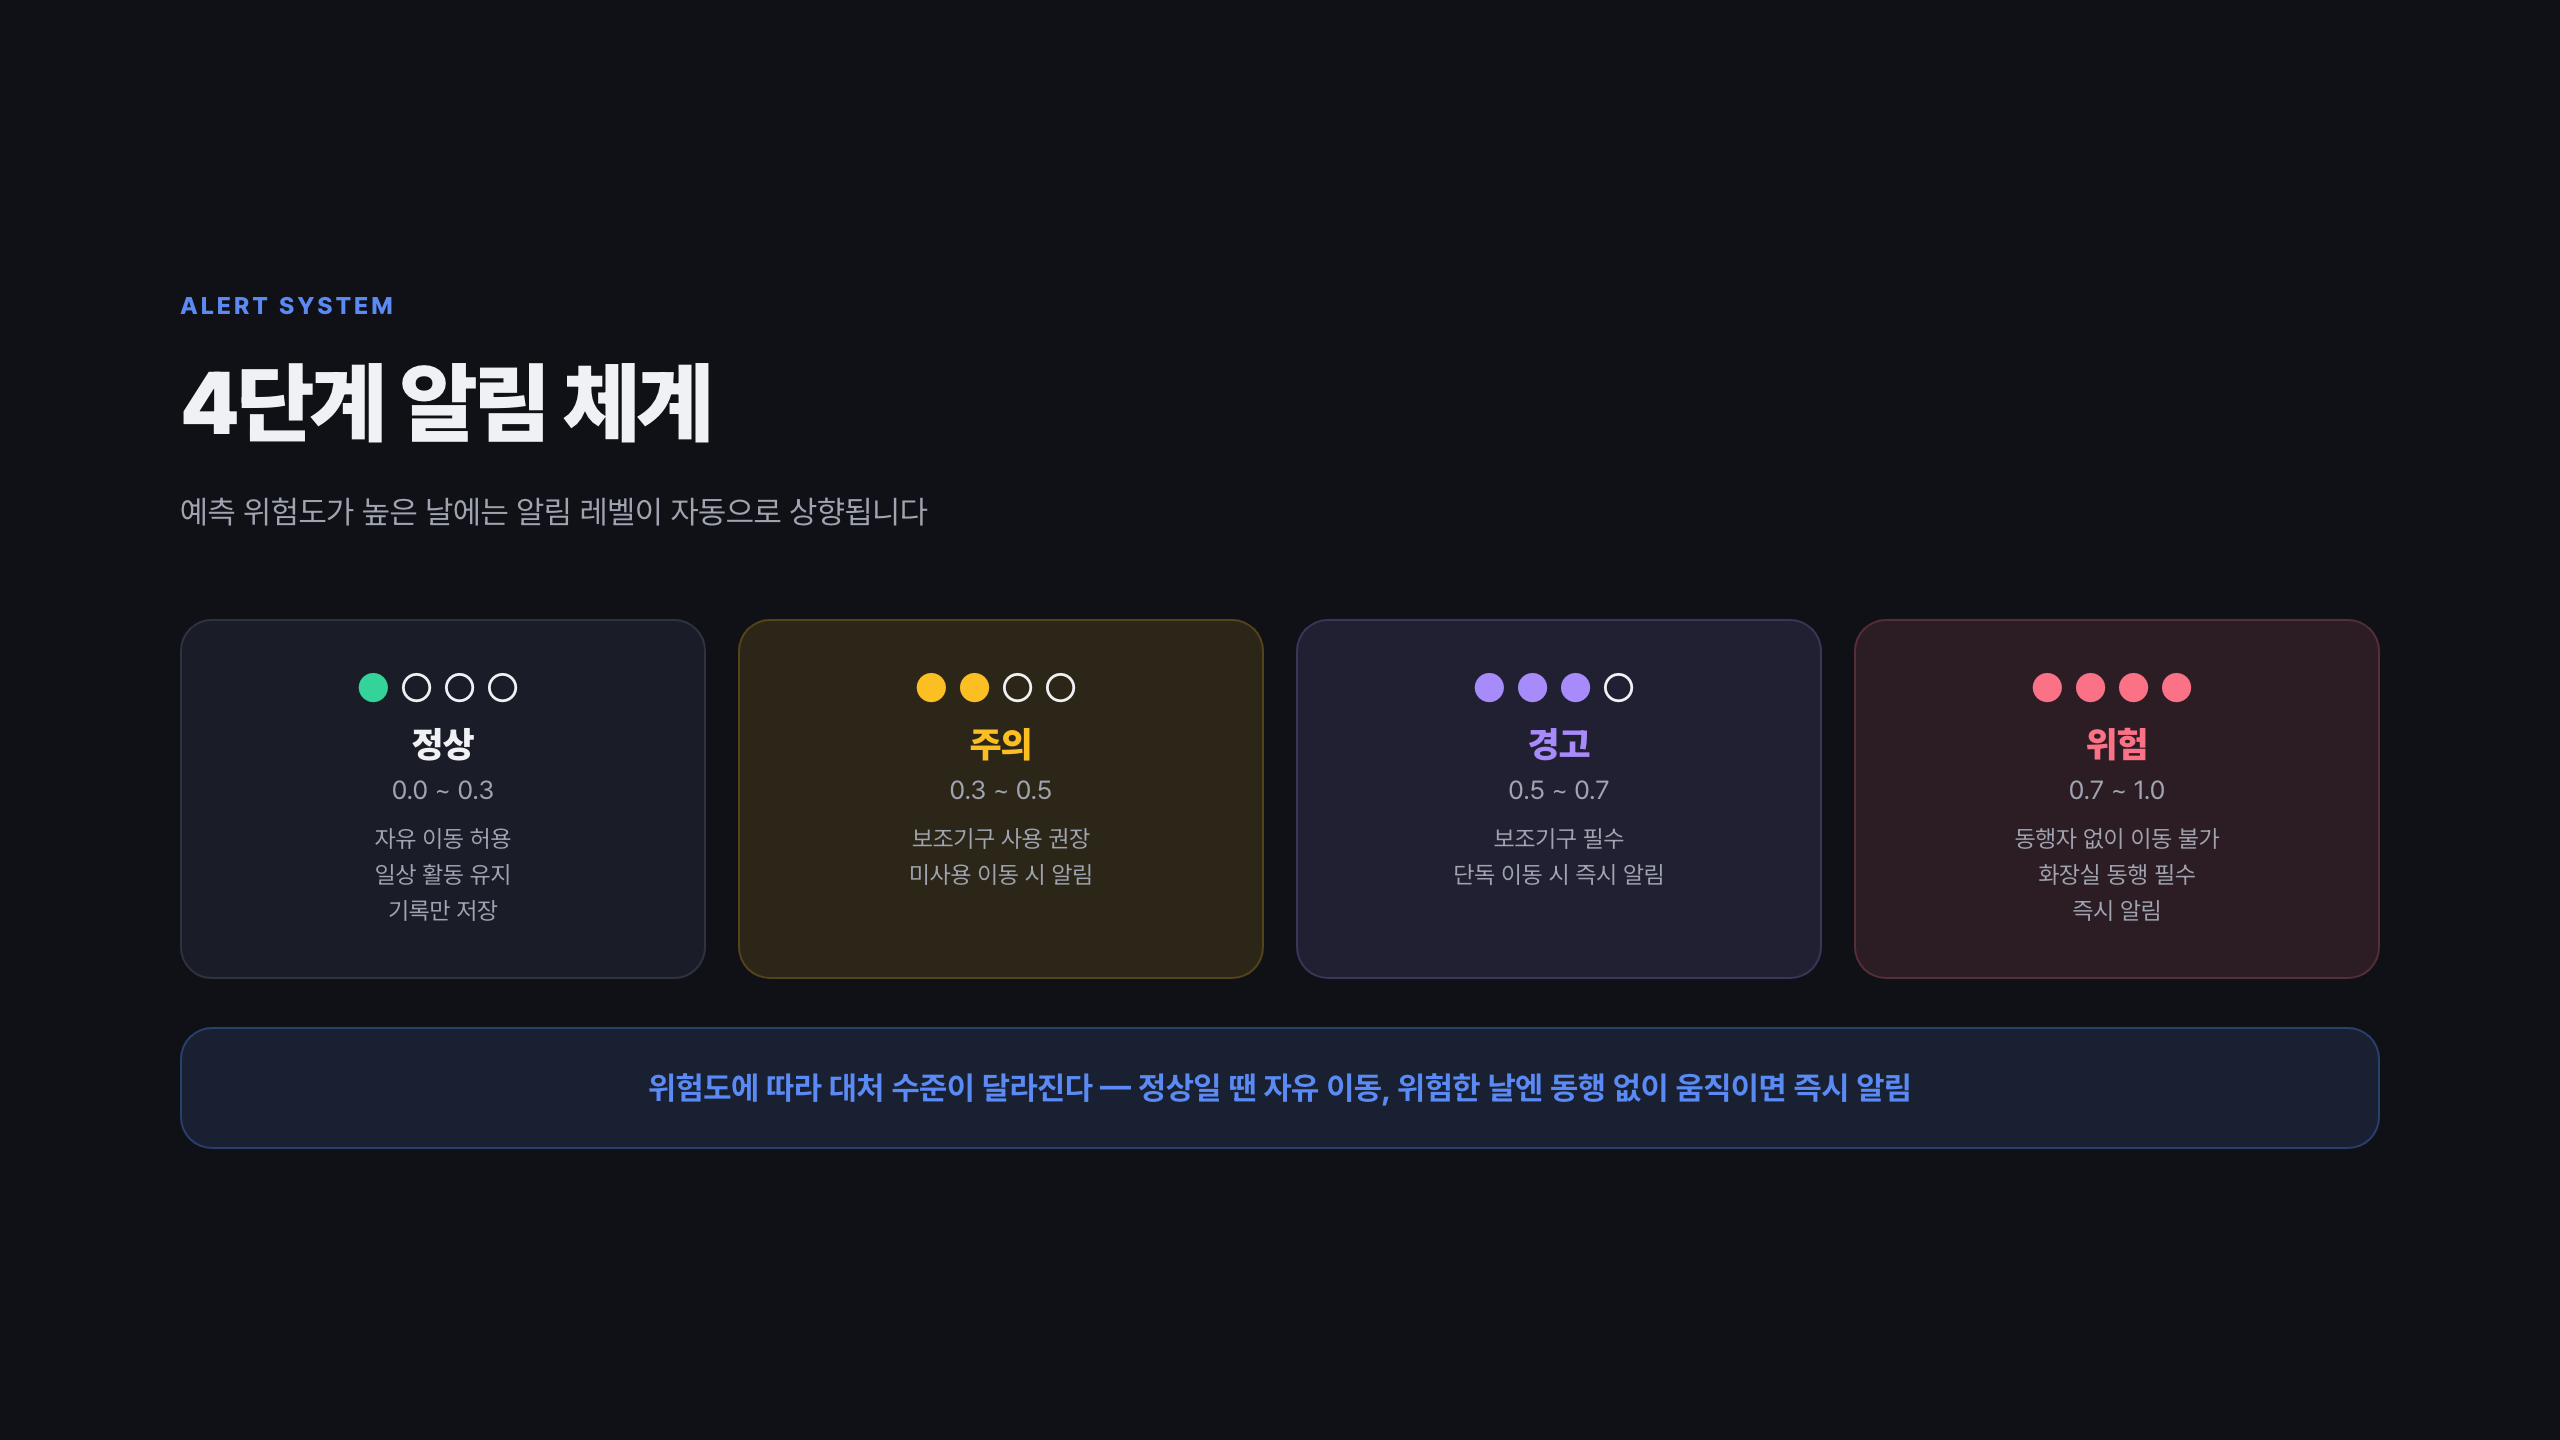 ALERT SYSTEM
4단계 알림 체계
예측 위험도가 높은 날에는 알림 레벨이 자동으로 상향됩니다
정상
0.0 ~ 0.3
자유 이동 허용
일상 활동 유지
기록만 저장
주의
0.3 ~ 0.5
보조기구 사용 권장
미사용 이동 시 알림
경고
0.5 ~ 0.7
보조기구 필수
단독 이동 시 즉시 알림
위험
0.7 ~ 1.0
동행자 없이 이동 불가
화장실 동행 필수
즉시 알림
위험도에 따라 대처 수준이 달라진다 — 정상일 땐 자유 이동, 위험한 날엔 동행 없이 움직이면 즉시 알림